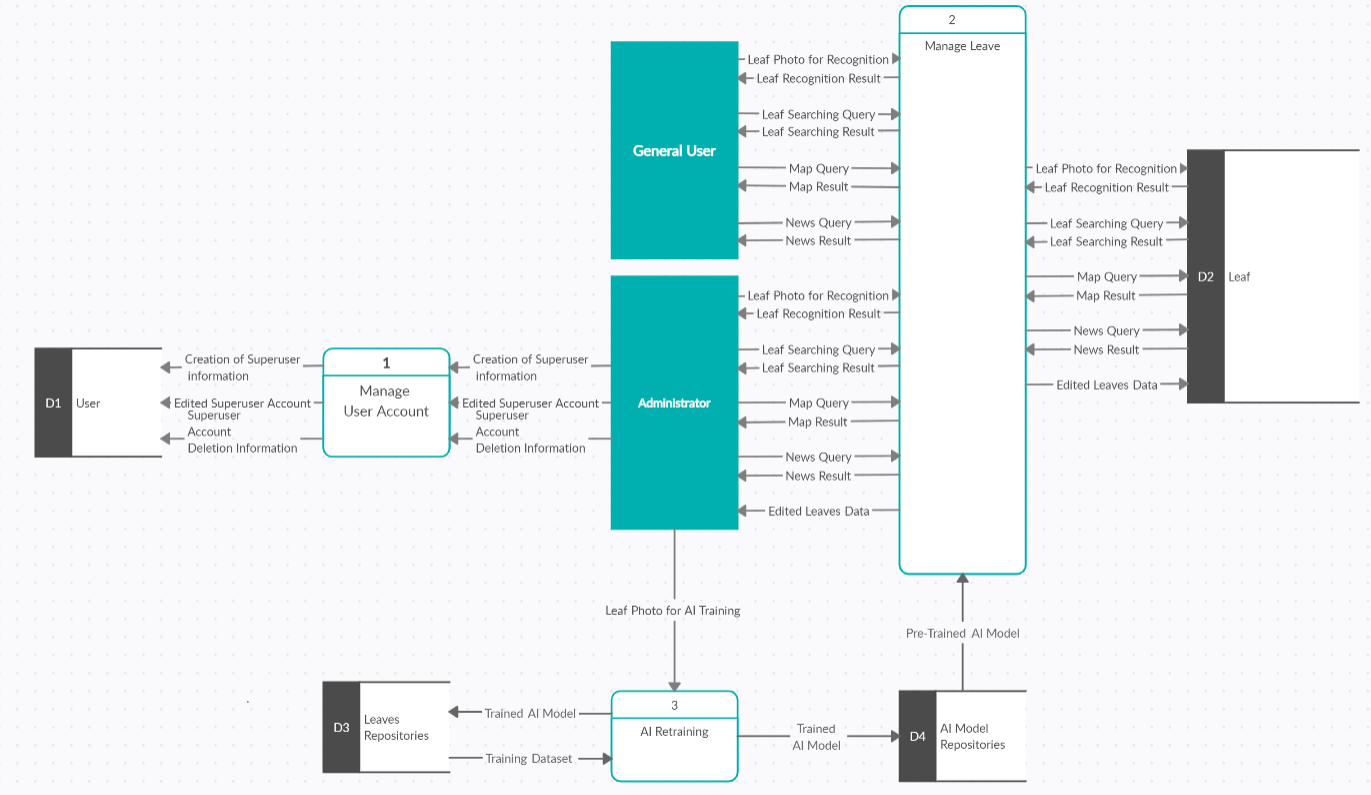 2
Manage Leave
General User
Leaf Photo for Recognition
Leaf Recognition Result
Leaf Searching Query
Leaf Searching Result
Map Query
Map Result
News Query
News Result
Leaf Photo for Recognition
Leaf Recognition Result
Leaf Searching Query
Leaf Searching Result
Map Query
Map Result
News Query
News Result
Edited Leaves Data
D2
Leaf
Administrator
Leaf Photo for Recognition
Leaf Recognition Result
Leaf Searching Query
Leaf Searching Result
Map Query
Map Result
News Query
News Result
Edited Leaves Data
D1
User
Creation of Superuser
information
Edited Superuser Account
Superuser
Account
Deletion Information
1
Manage
User Account
Creation of Superuser
information
Edited Superuser Account
Superuser
Account
Deletion Information
Leaf Photo for AI Training
Pre-Trained AI Model
D3
Leaves
Repositories
Trained AI Model
Training Dataset
3
AI Retraining
Trained
AI Model
D4
AI Model
Repositories